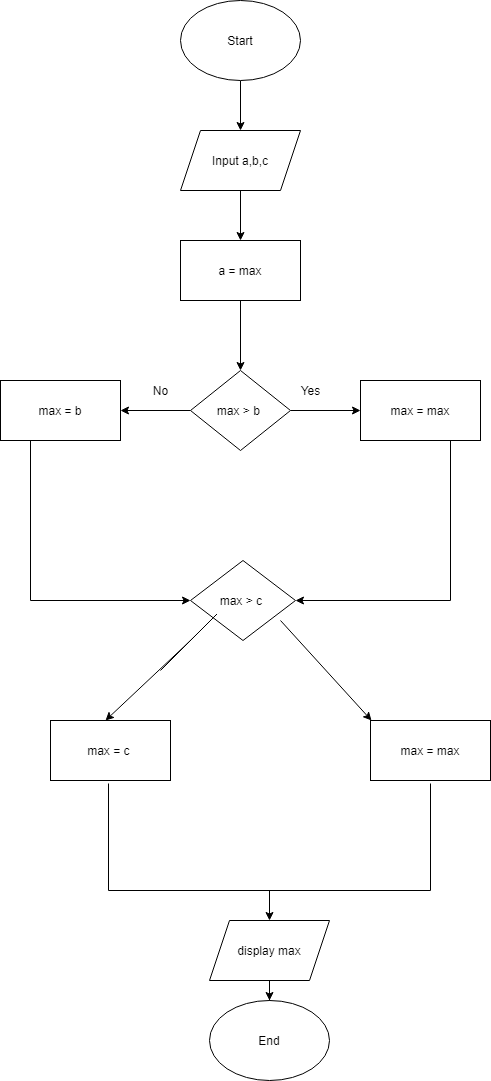 Start
Input a,b,c
a = max
No
Yes
max = b
max > b
max = max
max > c
max = c
max = max
display max
End